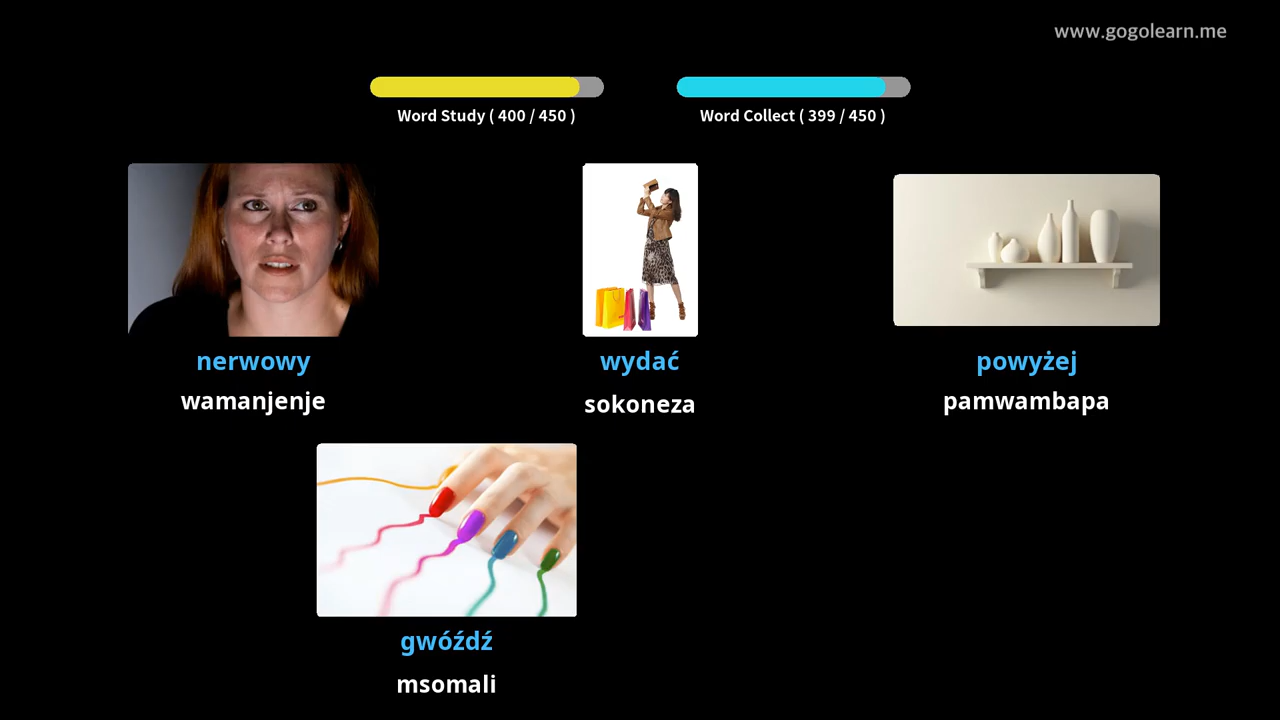 www.gogolearn.me
Word Study ( 400 / 450 )
Word Collect ( 399 / 450 )
nerwowy
wamanjenje
wydać
sokoneza
powyżej
pamwambapa
gwóźdź
msomali